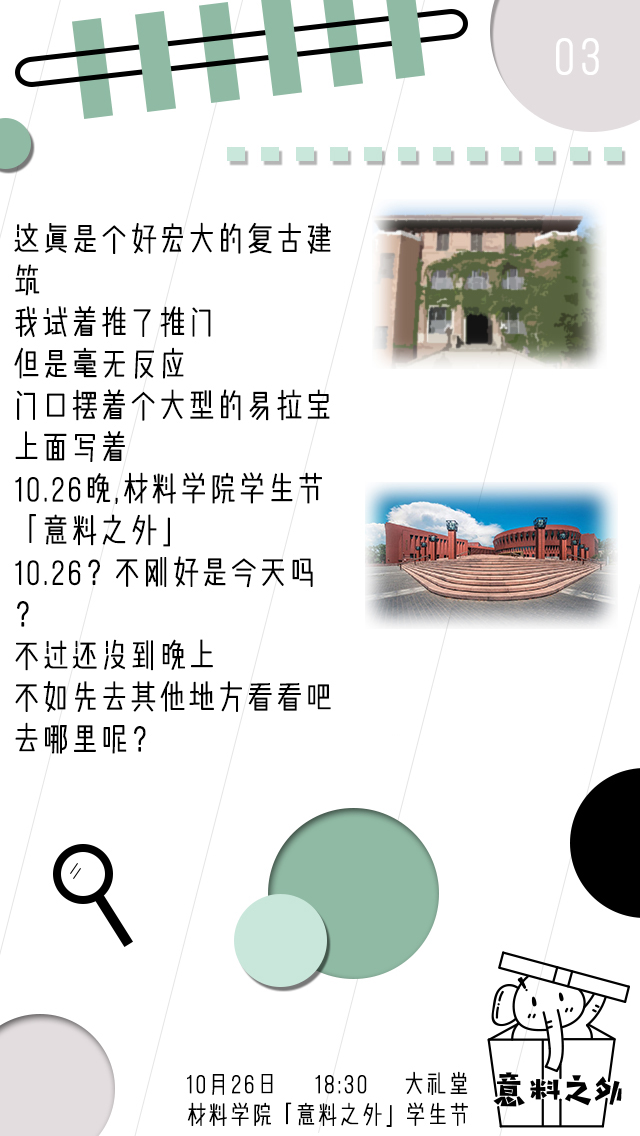 03
这真是个好宏大的复古建
筑
我试着推了推门
但是毫无反应
门口摆着个大型的易拉宝
上面写着
10.26晚,材料学院学生节
「意料之外」
10.26？不刚好是今天吗
？
不过还没到晚上
不如先去其他地方看看吧
去哪里呢？
10月26日 18:30 大礼堂
材料学院「意料之外」学生节
意料之外